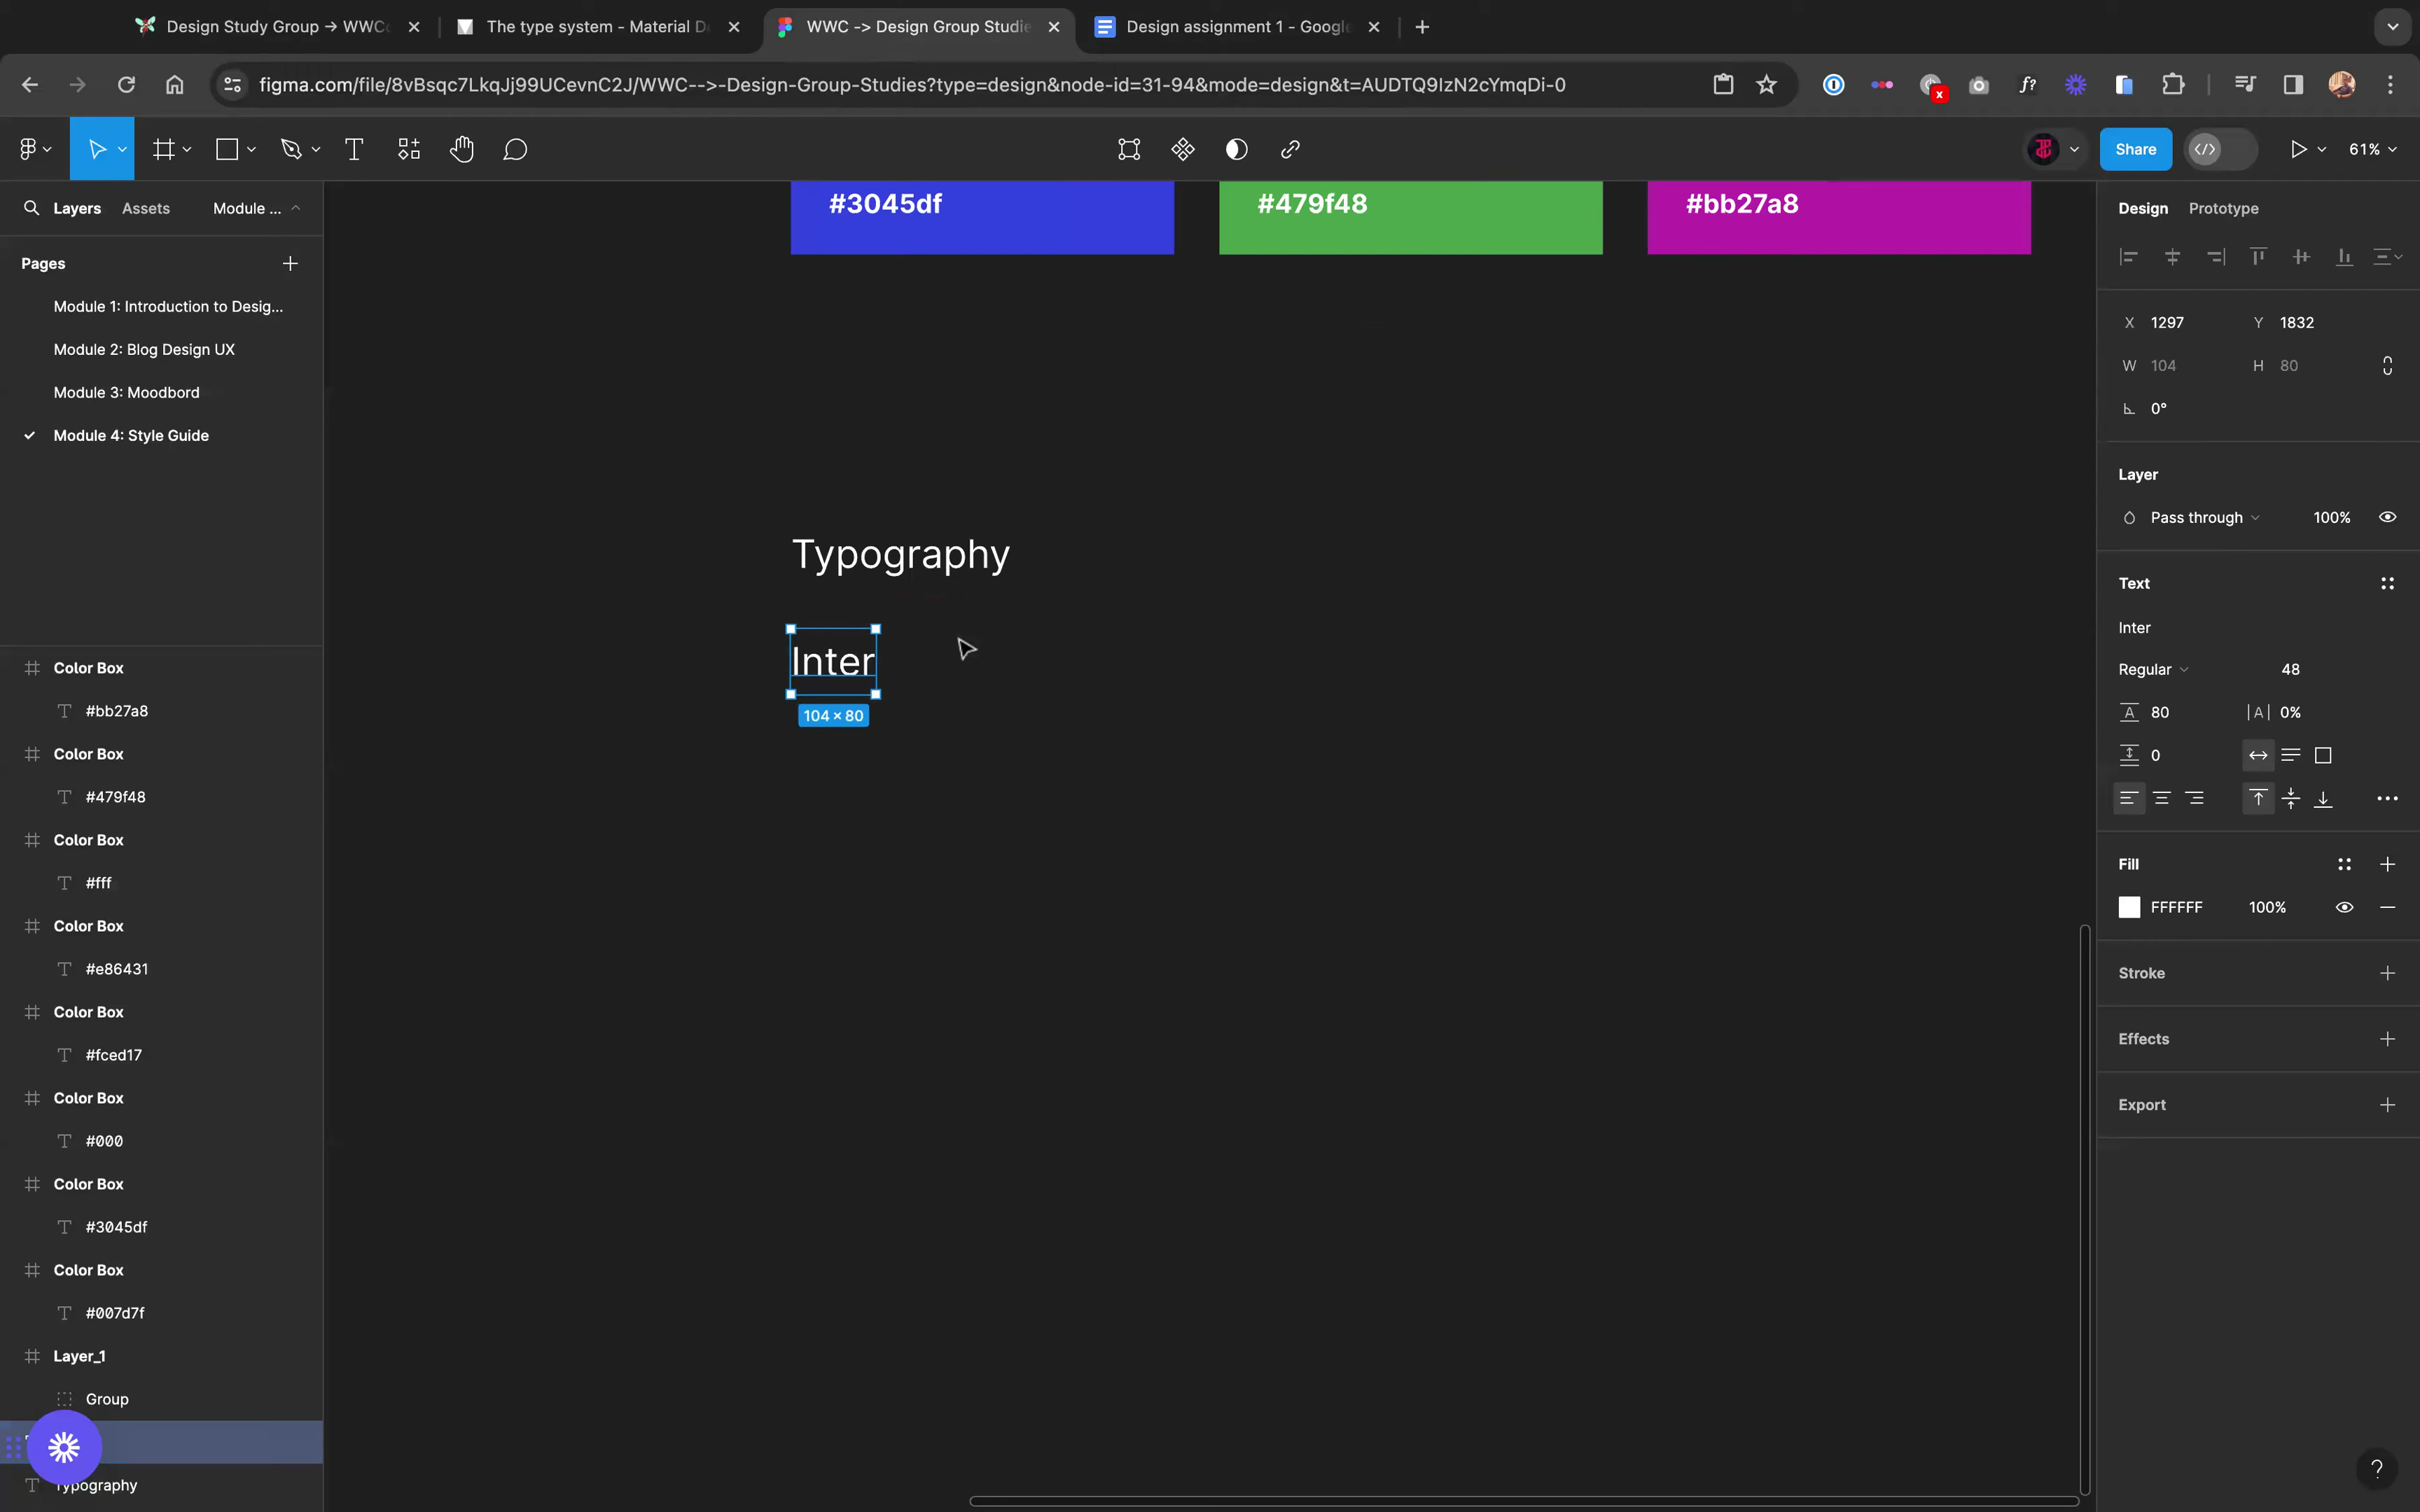 Design Study Group → WWC
The type system - Material D
WWC -> Design Group Studie
Design assignment 1 - Google
figma.com/file/8vBsqc7LkqJj99UCevnC2J/WWC-->-Design-Group-Studies?type=design&node-id=31-94&mode=design&t=AUDTQ9IzN2cYmqDi-0
Share
61%
Layers
Assets
Module ...
Pages
Module 1: Introduction to Desig...
Module 2: Blog Design UX
Module 3: Moodbord
Module 4: Style Guide
Color Box
#bb27a8
Color Box
#479f48
Color Box
#fff
Color Box
#e86431
Color Box
#fced17
Color Box
#000
Color Box
#3045df
Color Box
#007d7f
Layer_1
Group
Typography
#3045df
#479f48
#bb27a8
Typography
Inter
104 × 80
Design
Prototype
X 1297
Y 1832
W 104
H 80
0°
Layer
Pass through
100%
Text
Inter
Regular
48
A 80
|A| 0%
0
Fill
FFFFFF
100%
Stroke
Effects
Export
?